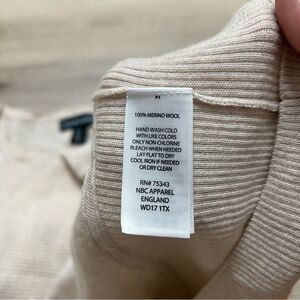 M
100% MERINO WOOL
HAND WASH COLD
WITH LIKE COLORS
ONLY NON-CHLORINE
BLEACH WHEN NEEDED
LAY FLAT TO DRY
COOL IRON IF NEEDED
OR DRY CLEAN
RN# 75343
NBC APPAREL
ENGLAND
WD17 1TX